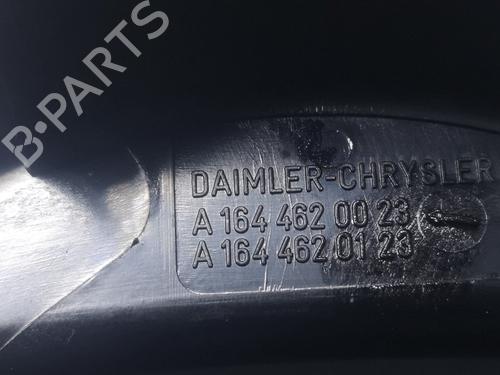 B-PARTS
DAIMLER-CHRYSLER
A 164 462 00 23
A 164 462 01 23